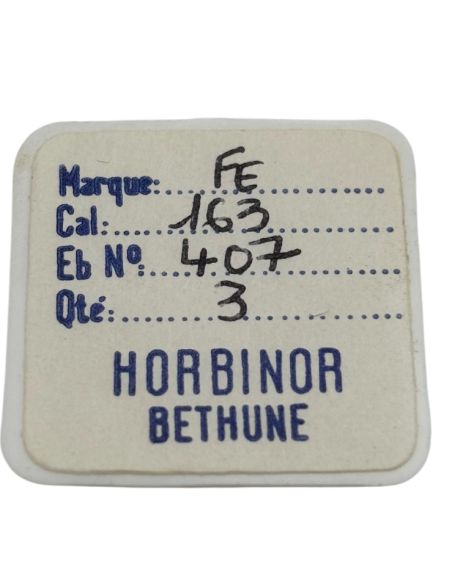 Marque: FE
Cal: 163
Eb Nº: 407
Qté: 3
HORBINOR
BETHUNE